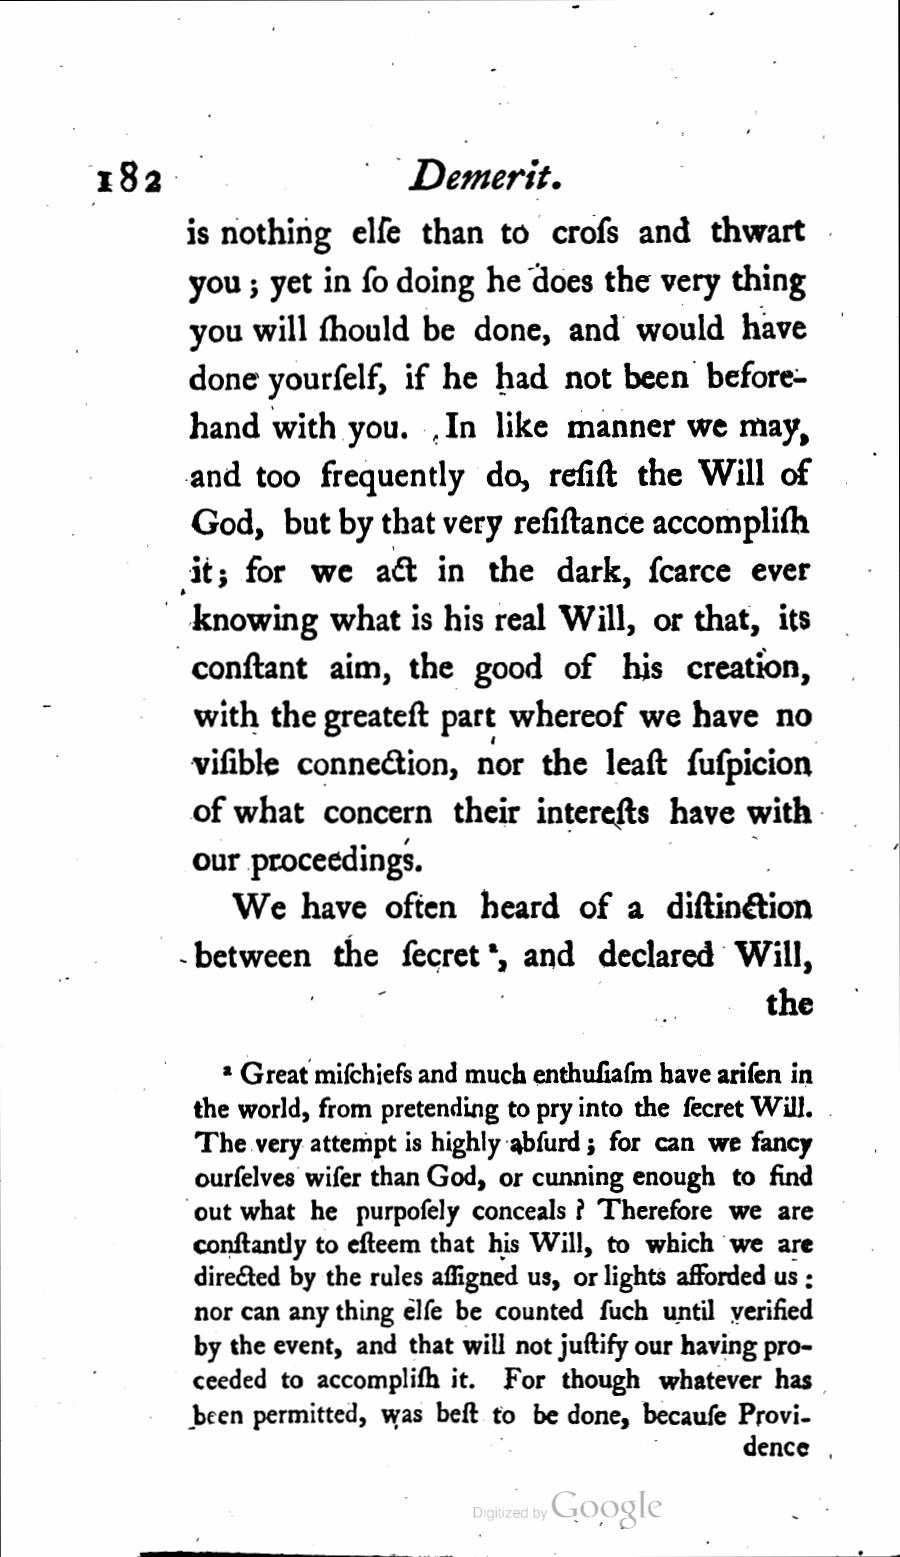 182 Demerit.
is nothing elſe than to croſs and thwart
you; yet in ſo doing he does the very thing
you will ſhould be done, and would have
done yourſelf, if he had not been before-
hand with you. In like manner we may,
and too frequently do, reſiſt the Will of
God, but by that very reſiſtance accompliſh
it; for we act in the dark, ſcarce ever
knowing what is his real Will, or that, its
conſtant aim, the good of his creation,
with the greateſt part whereof we have no
viſible connection, nor the leaſt ſuſpicion
of what concern their intereſts have with
our proceedings.
We have often heard of a diſtinction
between the ſecret ª, and declared Will,
the
ª Great miſchiefs and much enthuſiaſm have ariſen in
the world, from pretending to pry into the ſecret Will.
The very attempt is highly abſurd; for can we fancy
ourſelves wiſer than God, or cunning enough to find
out what he purpoſely conceals? Therefore we are
conſtantly to eſteem that his Will, to which we are
directed by the rules aſſigned us, or lights afforded us:
nor can any thing elſe be counted ſuch until verified
by the event, and that will not juſtify our having pro-
ceeded to accompliſh it. For though whatever has
been permitted, was beſt to be done, becauſe Provi-
dence
Digitized by Google